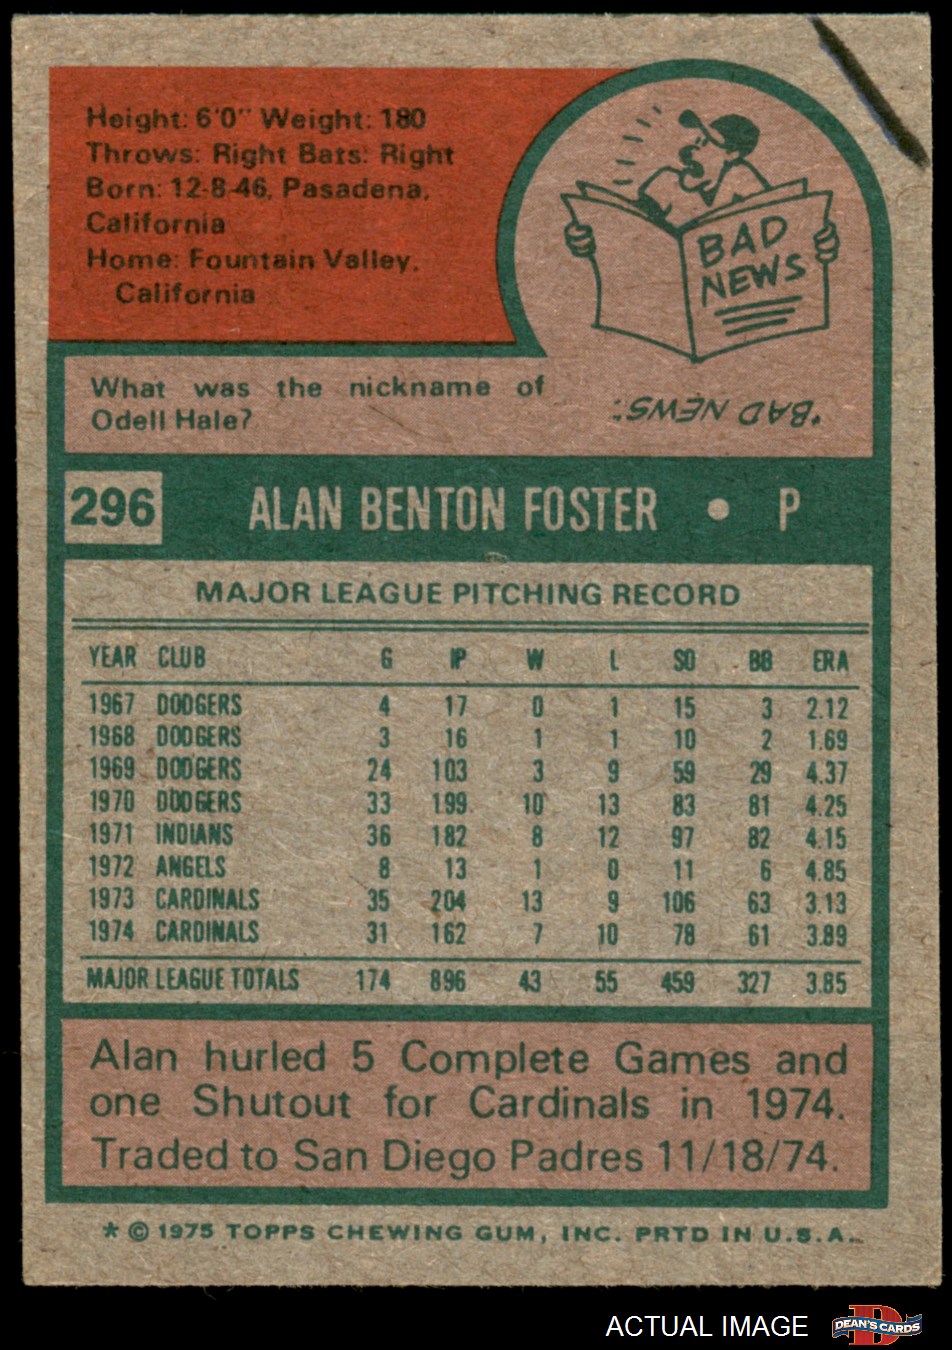 Height: 6'0" Weight: 180
Throws: Right Bats: Right
Born: 12-8-46, Pasadena,
California
Home: Fountain Valley,
California
BAD
NEWS
What was the nickname of
Odell Hale?
"BAD NEWS."
296 ALAN BENTON FOSTER • P
MAJOR LEAGUE PITCHING RECORD
YEAR CLUB G IP W L SO BB ERA
1967 DODGERS 4 17 0 1 15 3 2.12
1968 DODGERS 3 16 1 1 10 2 1.69
1969 DODGERS 24 103 3 9 59 29 4.37
1970 DODGERS 33 199 10 13 83 81 4.25
1971 INDIANS 36 182 8 12 97 82 4.15
1972 ANGELS 8 13 1 0 11 6 4.85
1973 CARDINALS 35 204 13 9 106 63 3.13
1974 CARDINALS 31 162 7 10 78 61 3.89
MAJOR LEAGUE TOTALS 174 896 43 55 459 327 3.85
Alan hurled 5 Complete Games and
one Shutout for Cardinals in 1974.
Traded to San Diego Padres 11/18/74.
* © 1975 TOPPS CHEWING GUM, INC. PRTD IN U.S.A.
ACTUAL IMAGE
DEAN'S CARDS